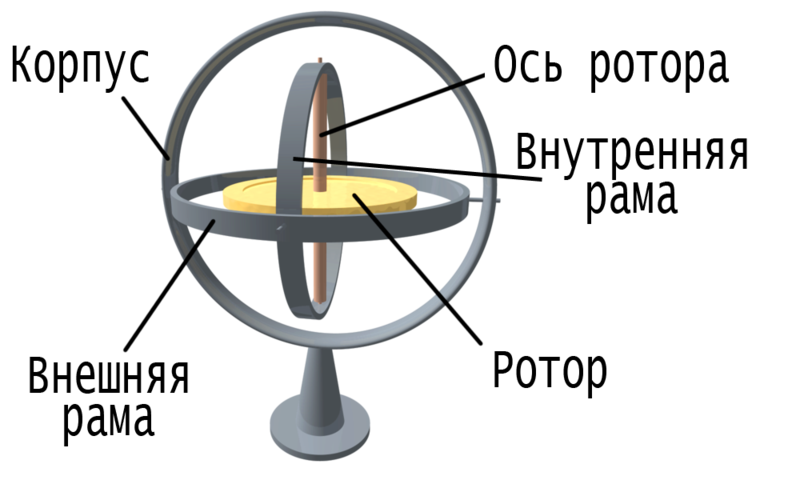 Корпус
Ось ротора
Внутренняя
рама
Внешняя
рама
Ротор